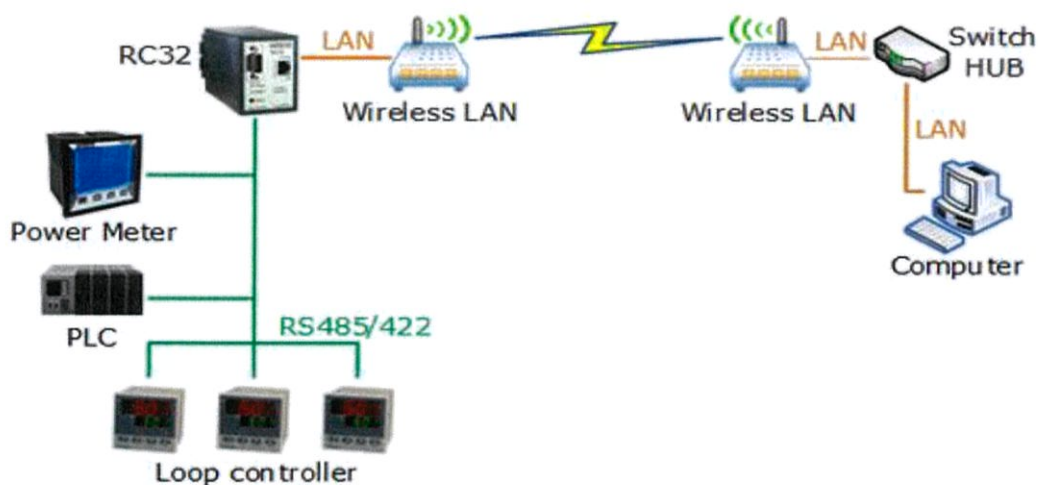 RC32
LAN
Wireless LAN
Wireless LAN
LAN
Switch
HUB
LAN
Computer
Power Meter
PLC
RS485/422
Loop controller